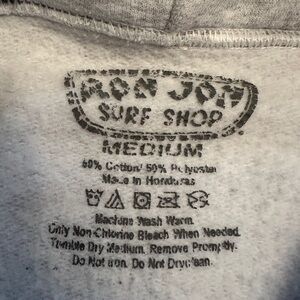 RON JON
SURF SHOP
MEDIUM
50% Cotton/ 50% Polyester
Made In Honduras
Machine Wash Warm.
Only Non-Chlorine Bleach When Needed.
Tumble Dry Medium. Remove Promptly.
Do Not Iron. Do Not Dryclean.